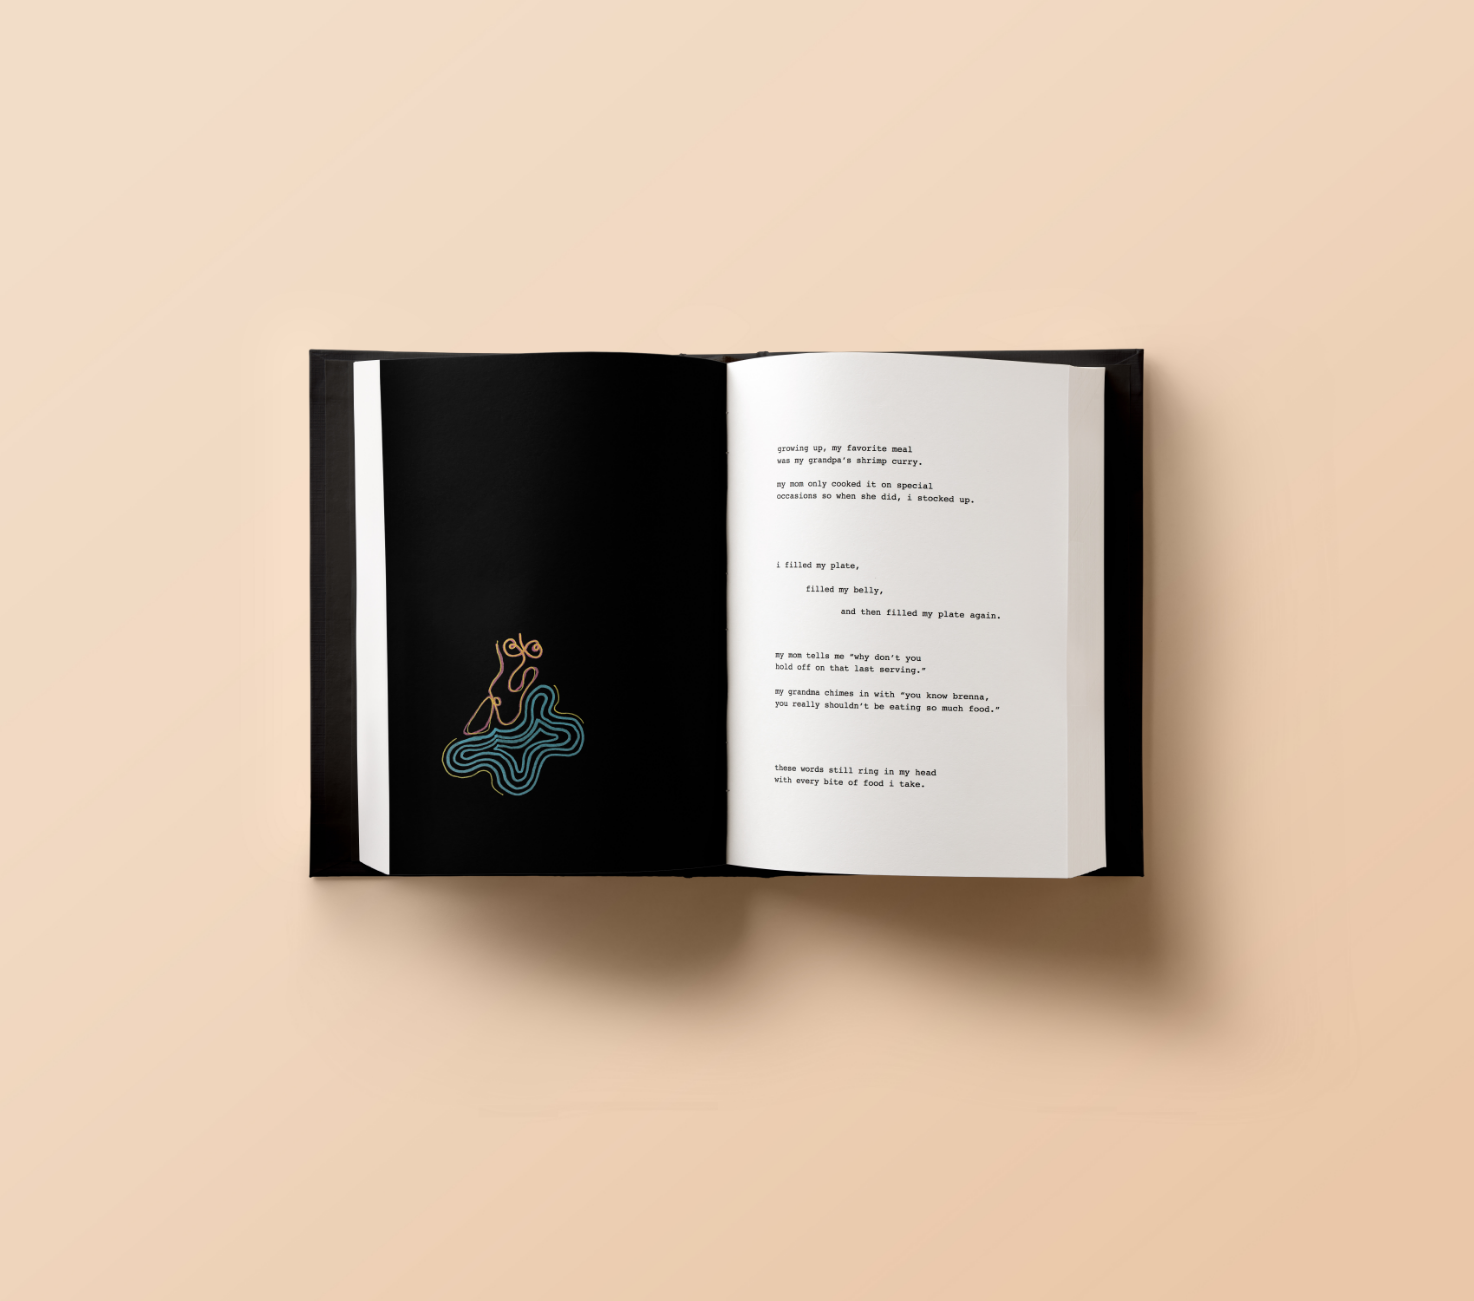 growing up, my favorite meal
was my grandpa's shrimp curry.
my mom only cooked it on special
occasions so when she did, i stocked up.
i filled my plate,
filled my belly,
and then filled my plate again.
my mom tells me "why don't you
hold off on that last serving."
my grandma chimes in with "you know brenna,
you really shouldn't be eating so much food."
these words still ring in my head
with every bite of food i take.